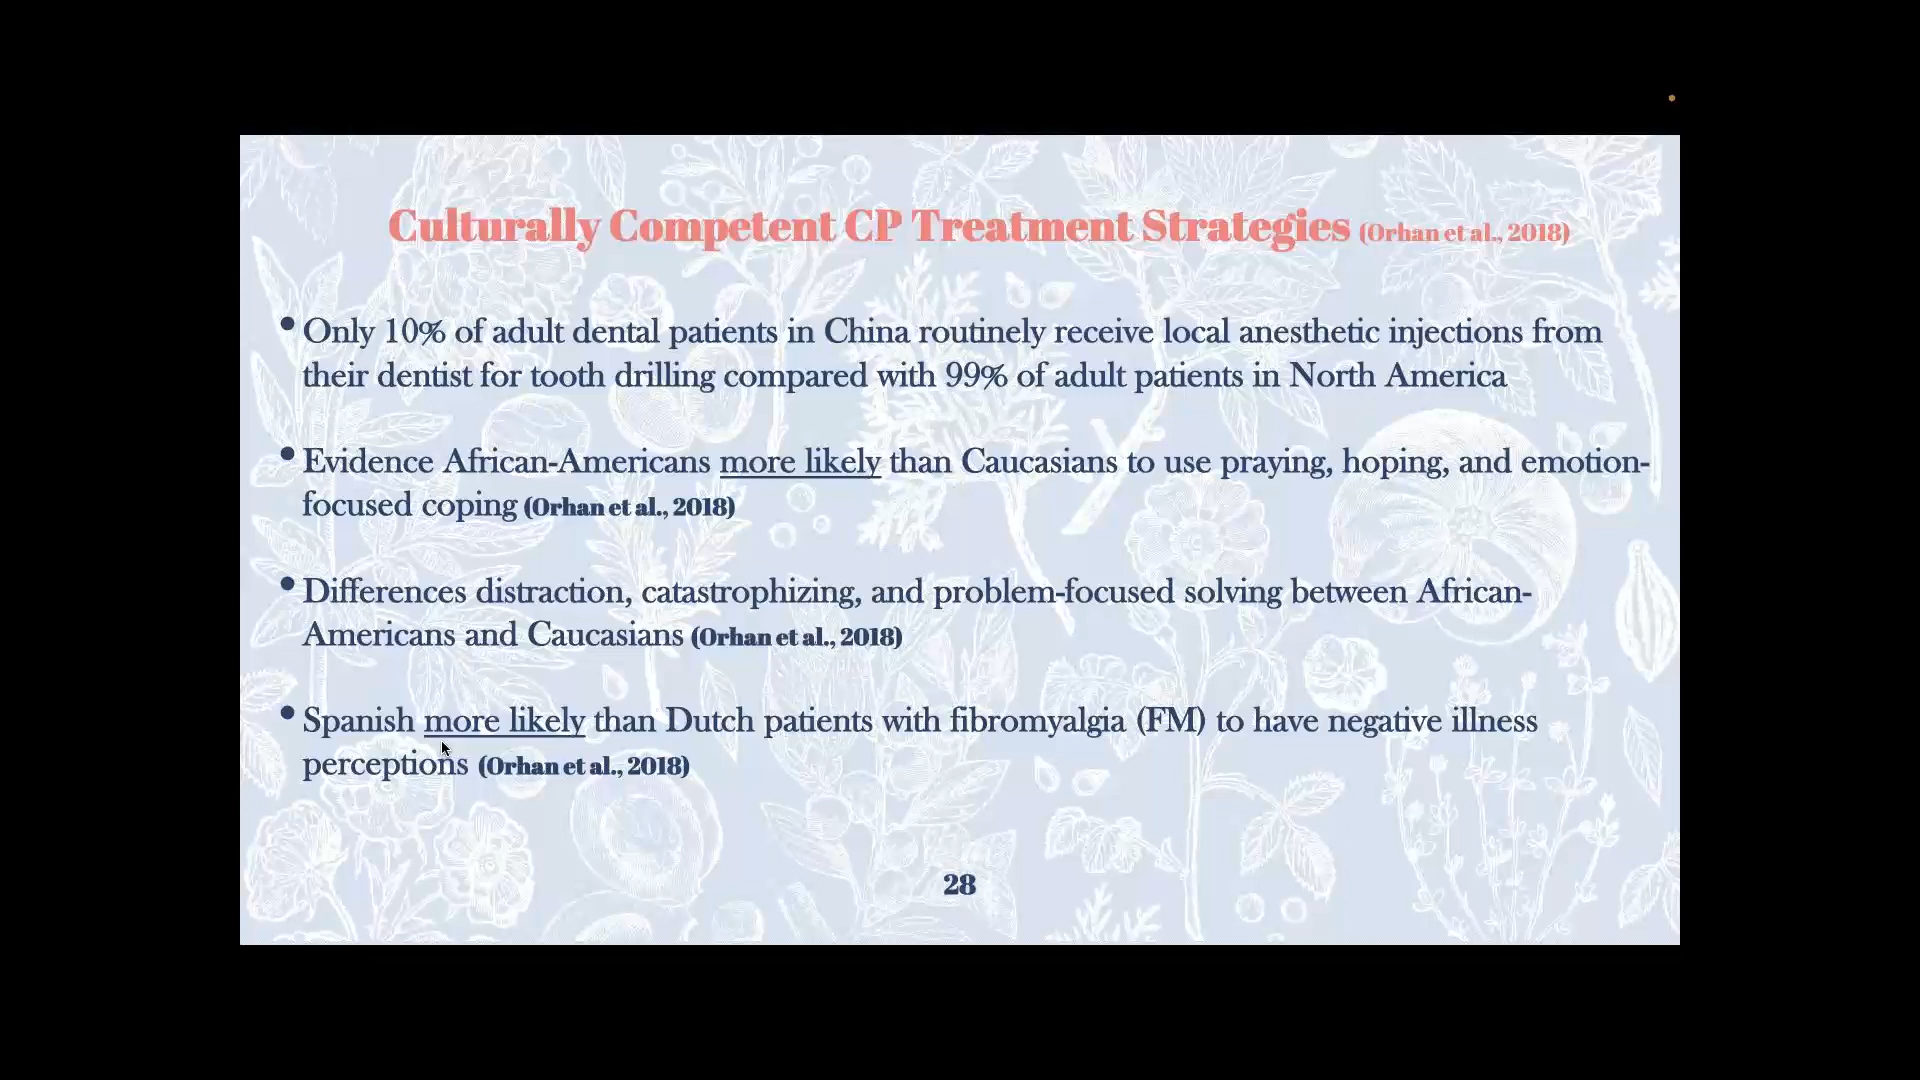 Culturally Competent CP Treatment Strategies (Orhan et al., 2018)
• Only 10% of adult dental patients in China routinely receive local anesthetic injections from
their dentist for tooth drilling compared with 99% of adult patients in North America
• Evidence African-Americans more likely than Caucasians to use praying, hoping, and emotion-
focused coping (Orhan et al., 2018)
• Differences distraction, catastrophizing, and problem-focused solving between African-
Americans and Caucasians (Orhan et al., 2018)
• Spanish more likely than Dutch patients with fibromyalgia (FM) to have negative illness
perceptions (Orhan et al., 2018)
28